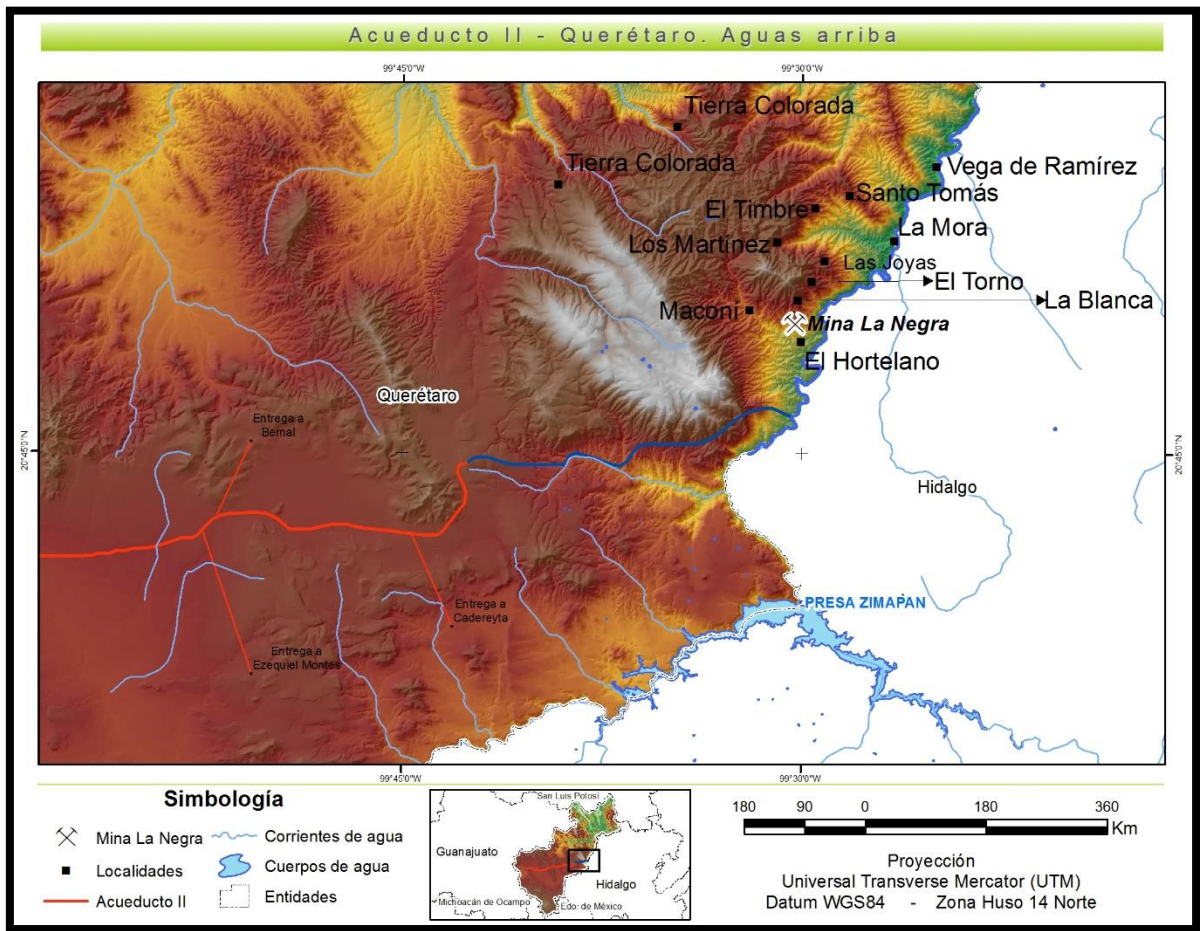 Acueducto II - Querétaro. Aguas arriba
99°45'0"W
99°30'0"W
Tierra Colorada
Tierra Colorada
Vega de Ramírez
Santo Tomás
El Timbre
La Mora
Los Martínez
Las Joyas
El Torno
La Blanca
Maconí
Mina La Negra
El Hortelano
Querétaro
Entrega a
Bernal
20°45'0"N
20°45'0"N
Hidalgo
Entrega a
Cadereyta
PRESA ZIMAPAN
Entrega a
Ezequiel Montes
99°45'0"W
99°30'0"W
Simbología
Mina La Negra
Corrientes de agua
Localidades
Cuerpos de agua
Acueducto II
Entidades
San Luis Potosí
Guanajuato
Hidalgo
Michoacán de Ocampo
Edo. de México
180 90 0 180 360
Km
Proyección
Universal Transverse Mercator (UTM)
Datum WGS84 - Zona Huso 14 Norte